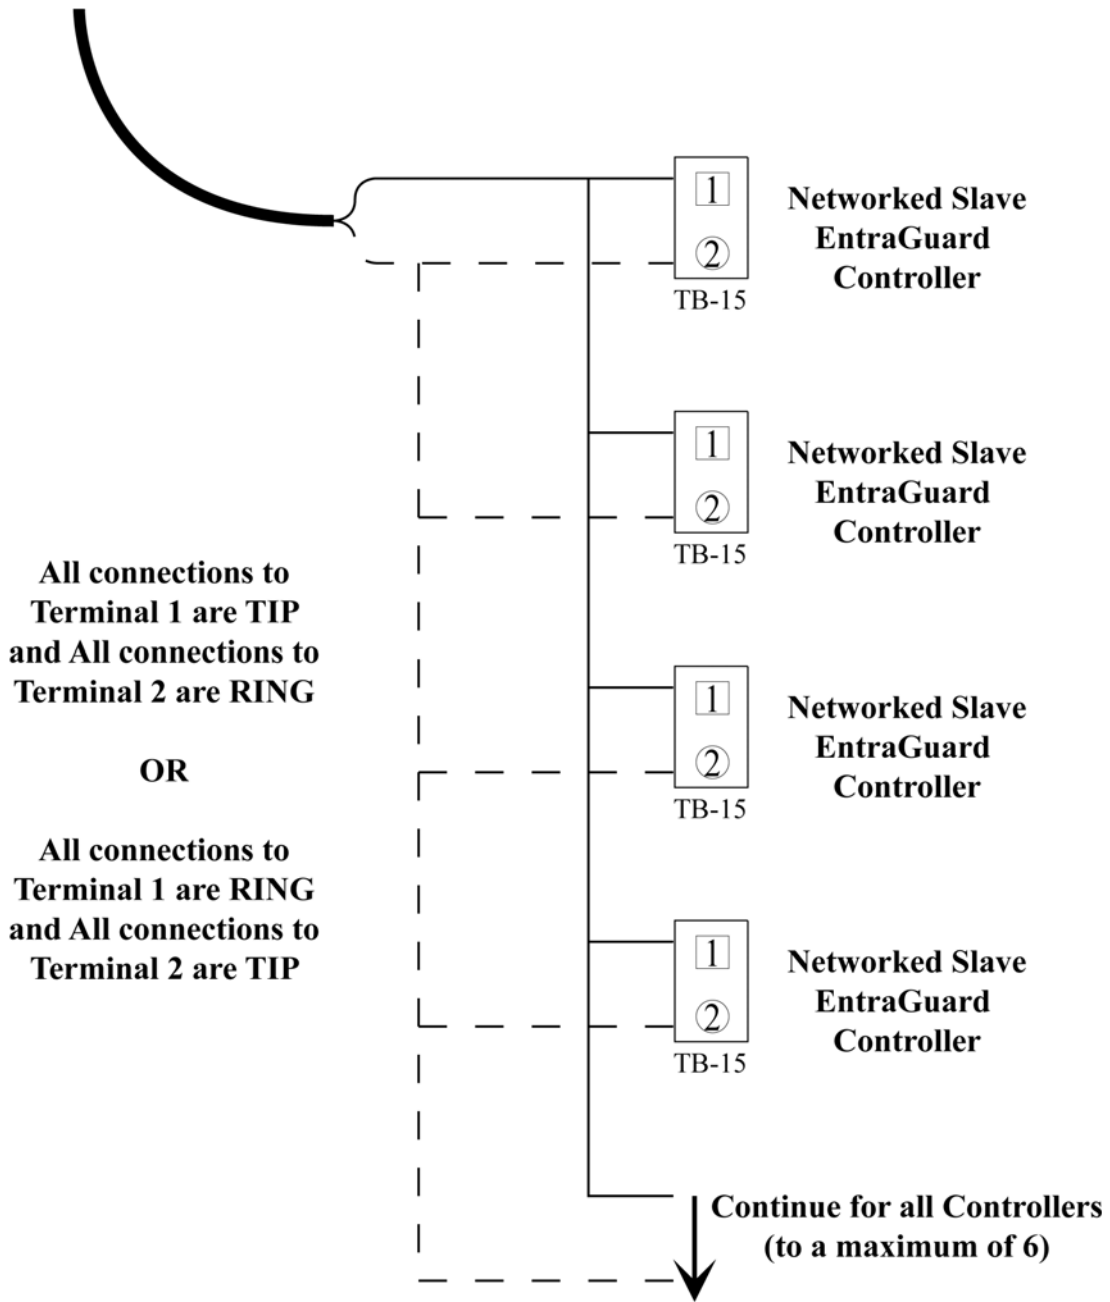 1
2
TB-15
Networked Slave
EntraGuard
Controller
1
2
TB-15
Networked Slave
EntraGuard
Controller
All connections to
Terminal 1 are TIP
and All connections to
Terminal 2 are RING
OR
All connections to
Terminal 1 are RING
and All connections to
Terminal 2 are TIP
1
2
TB-15
Networked Slave
EntraGuard
Controller
1
2
TB-15
Networked Slave
EntraGuard
Controller
Continue for all Controllers
(to a maximum of 6)